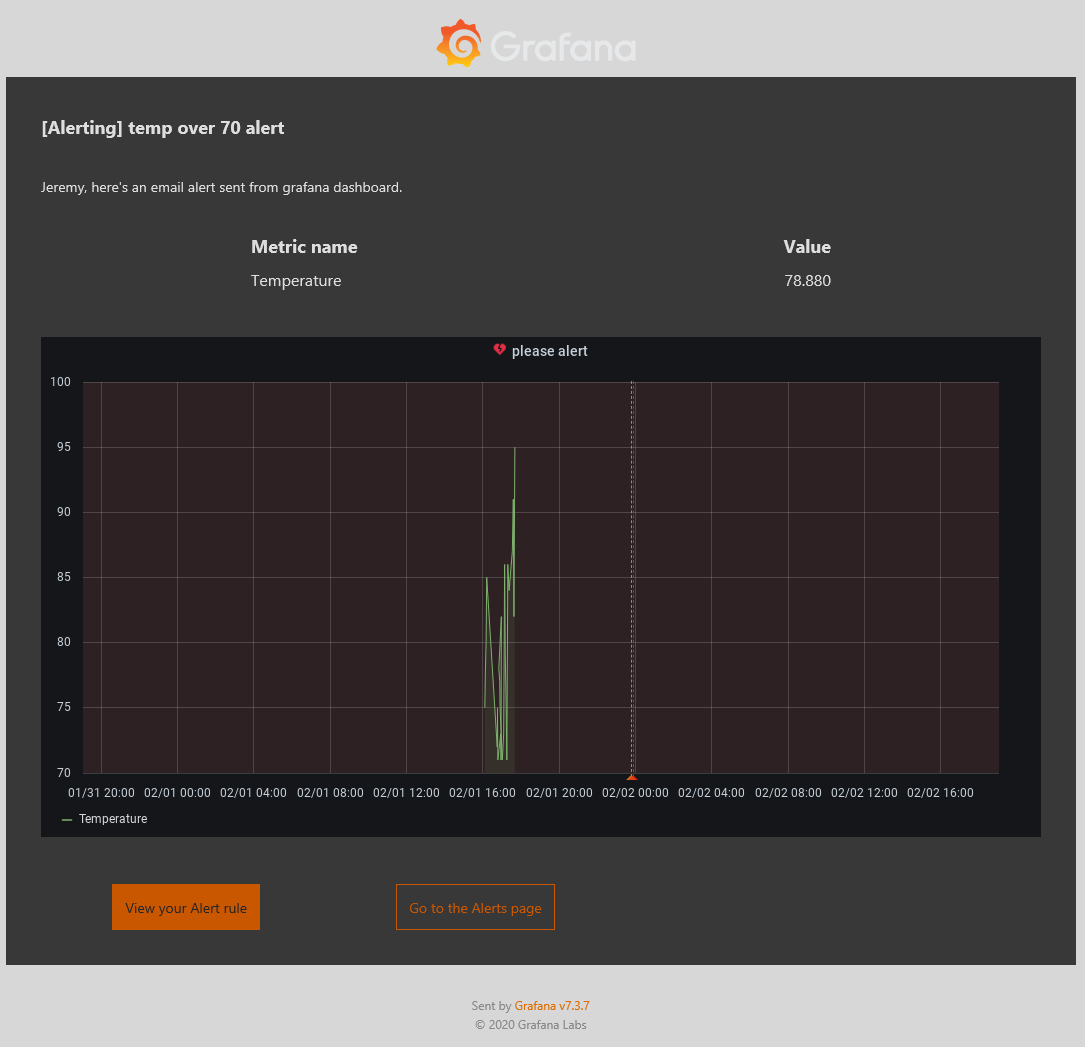 Grafana
[Alerting] temp over 70 alert
Jeremy, here's an email alert sent from grafana dashboard.
Metric name Value
Temperature 78.880
please alert
100
95
90
85
80
75
70
01/31 20:00 02/01 00:00 02/01 04:00 02/01 08:00 02/01 12:00 02/01 16:00 02/01 20:00 02/02 00:00 02/02 04:00 02/02 08:00 02/02 12:00 02/02 16:00
Temperature
View your Alert rule Go to the Alerts page
Sent by Grafana v7.3.7
© 2020 Grafana Labs